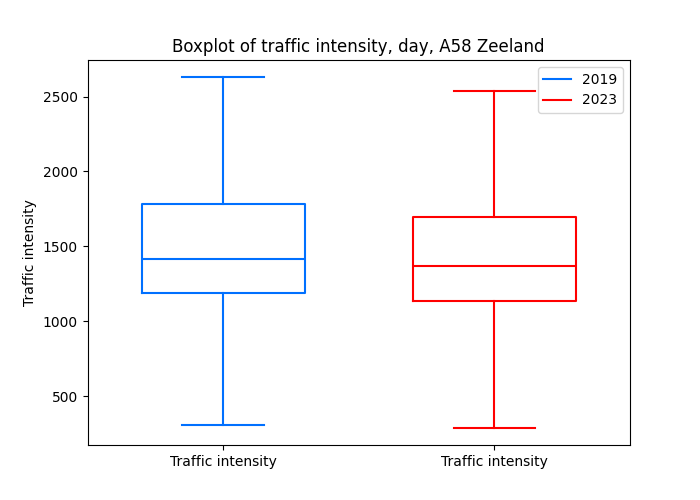 Boxplot of traffic intensity, day, A58 Zeeland
2019
2023
Traffic intensity
2500
2000
1500
1000
500
Traffic intensity
Traffic intensity